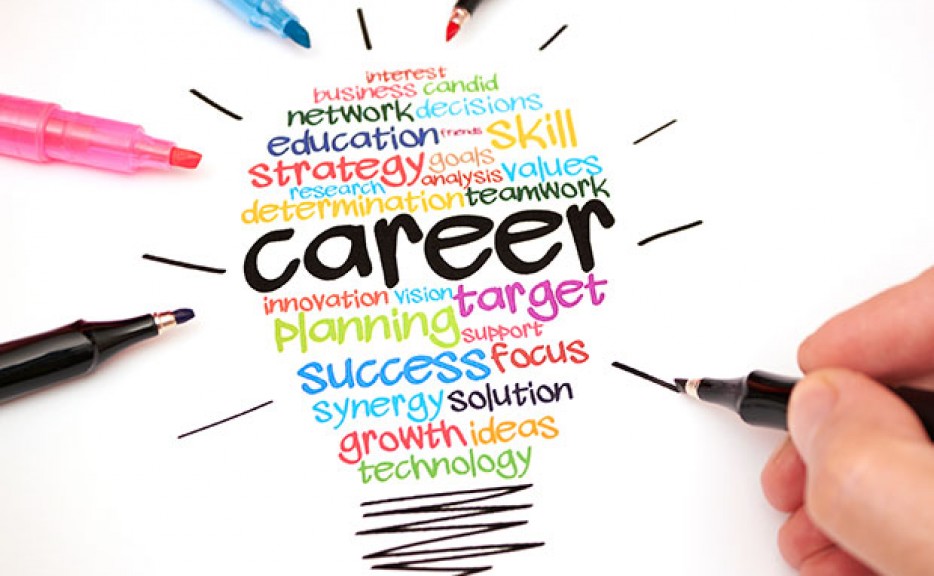 interest
business candid
network decisions
education friends skill
strategy goals
analysis values
research
determination teamwork
career
innovation vision target
planning support
success focus
synergy solution
growth ideas
technology